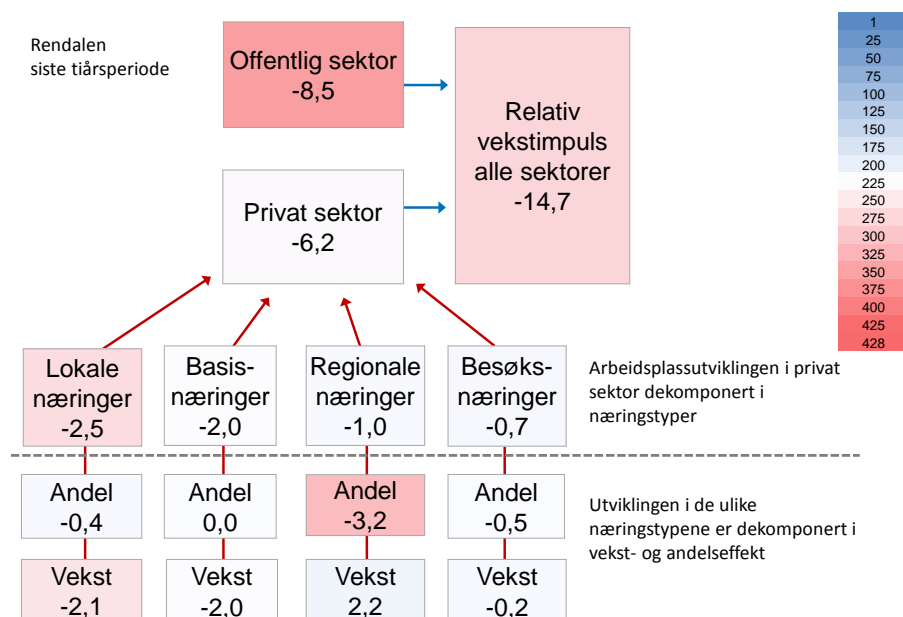 Rendalen
siste tiårsperiode
Offentlig sektor
-8,5
Privat sektor
-6,2
Relativ
vekstimpuls
alle sektorer
-14,7
1
25
50
75
100
125
150
175
200
225
250
275
300
325
350
375
400
425
428
Lokale
næringer
-2,5
Basis-
næringer
-2,0
Regionale
næringer
-1,0
Besøks-
næringer
-0,7
Arbeidsplassutviklingen i privat
sektor dekomponert i
næringstyper
Andel
-0,4
Andel
0,0
Andel
-3,2
Andel
-0,5
Utviklingen i de ulike
næringstypene er dekomponert i
vekst- og andelseffekt
Vekst
-2,1
Vekst
-2,0
Vekst
2,2
Vekst
-0,2